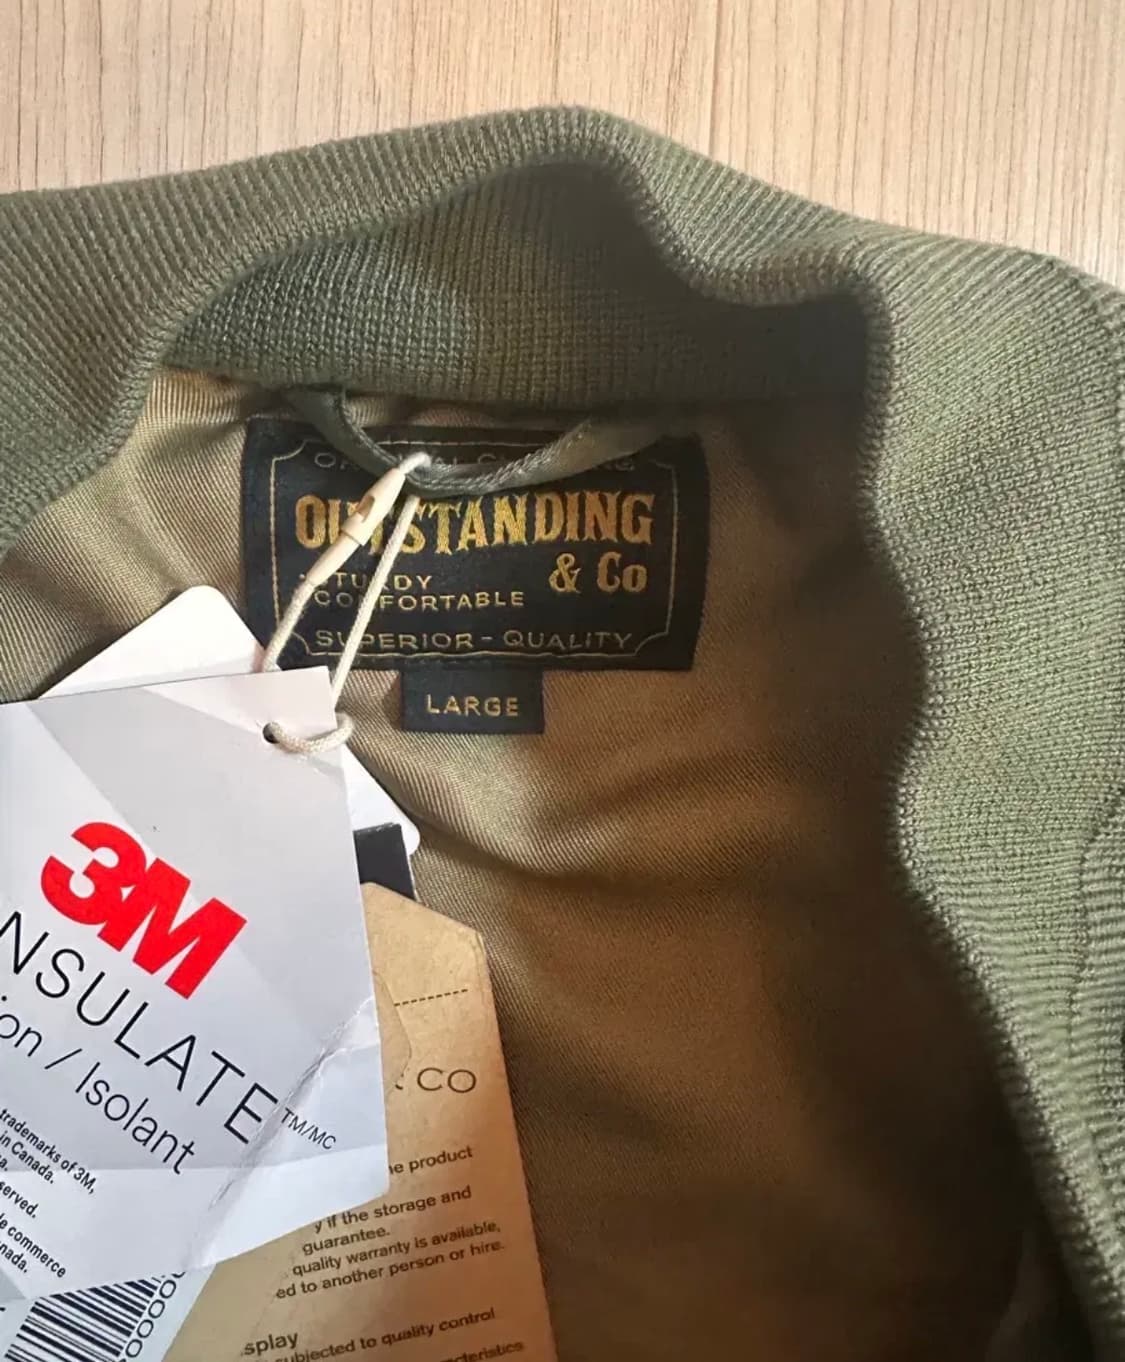 OUTSTANDING
& Co
COMFORTABLE
SUPERIOR - QUALITY
LARGE
3M
NSULATE TM/MC
ion / Isolant
trademarks of 3M,
in Canada.
served.
commerce
nada.
CO
product
y if the storage and
guarantee.
quality warranty is available,
ed to another person or hire.
splay
subjected to quality control